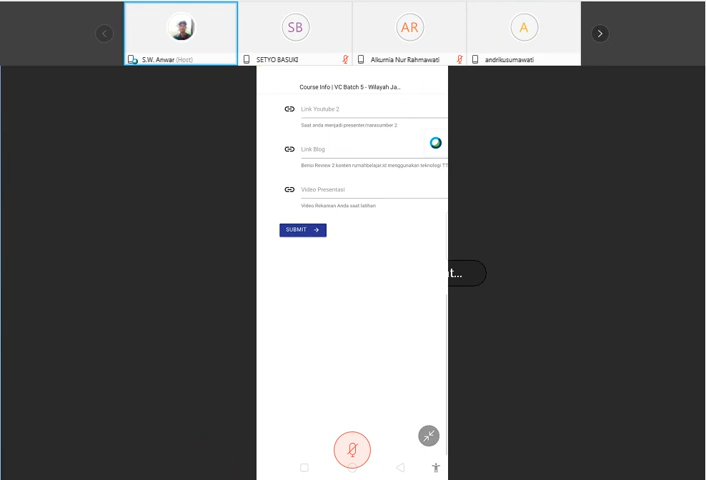 SB
AR
A
S.W. Anwar (Host)
SETYO BASUKI
Alkurnia Nur Rahmawati
andrikusumawati
Course Info | VC Batch 5 - Wilayah Ja...
Link Youtube 2
Saat anda menjadi presenter/narasumber 2
Link Blog
Berisi Review 2 konten rumahbelajar.id menggunakan teknologi TT
Video Presentasi
Video Rekaman Anda saat latihan
SUBMIT
t...